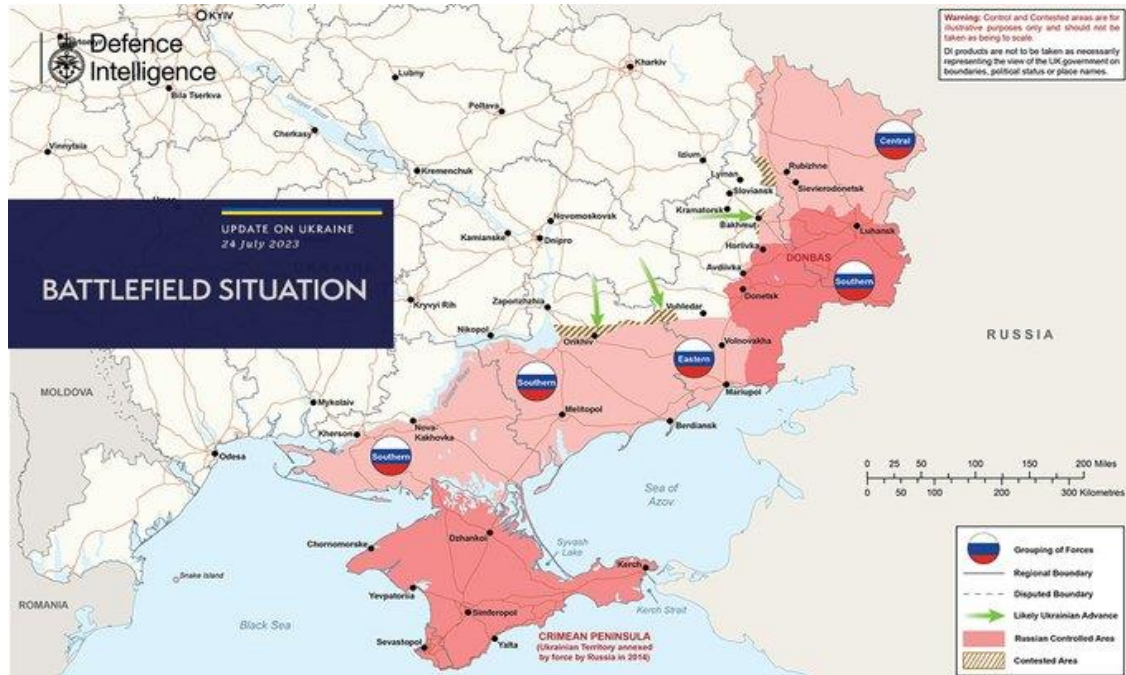 KYIV
Defence
Intelligence
Warning: Control and Contested areas are for
illustrative purposes only and should not be
taken as being to scale.
DI products are not to be taken as necessarily
representing the view of the UK government on
boundaries, political status or place names.
Bila Tserkva
Vinnytsia
Cherkasy
Lubny
Poltava
Kharkiv
Kremenchuk
Dnieper River
Izium
Lyman
Sloviansk
Kramatorsk
Bakhmut
Rubizhne
Sievierodonetsk
Central
UPDATE ON UKRAINE
24 July 2023
BATTLEFIELD SITUATION
Novomoskovsk
Kamianske
Dnipro
Horlivka
Avdiivka
Donetsk
DONBAS
Luhansk
Southern
Kryvyi Rih
Zaporizhzhia
Nikopol
Orikhiv
Vuhledar
Volnovakha
Eastern
Southern
RUSSIA
MOLDOVA
Mykolaiv
Kherson
Nova-
Kakhovka
Melitopol
Berdiansk
Mariupol
Southern
Odesa
Sea of
Azov
0 50 100 150 200 Miles
0 50 100 200 300 Kilometres
Chornomorske
Dzhankoi
Syvash
Lake
Snake Island
Yevpatoriia
Kerch
Kerch Strait
ROMANIA
Simferopol
Black Sea
Sevastopol
Yalta
CRIMEAN PENINSULA
(Ukrainian Territory annexed
by force by Russia in 2014)
Grouping of Forces
Regional Boundary
Disputed Boundary
Likely Ukrainian Advance
Russian Controlled Area
Contested Area